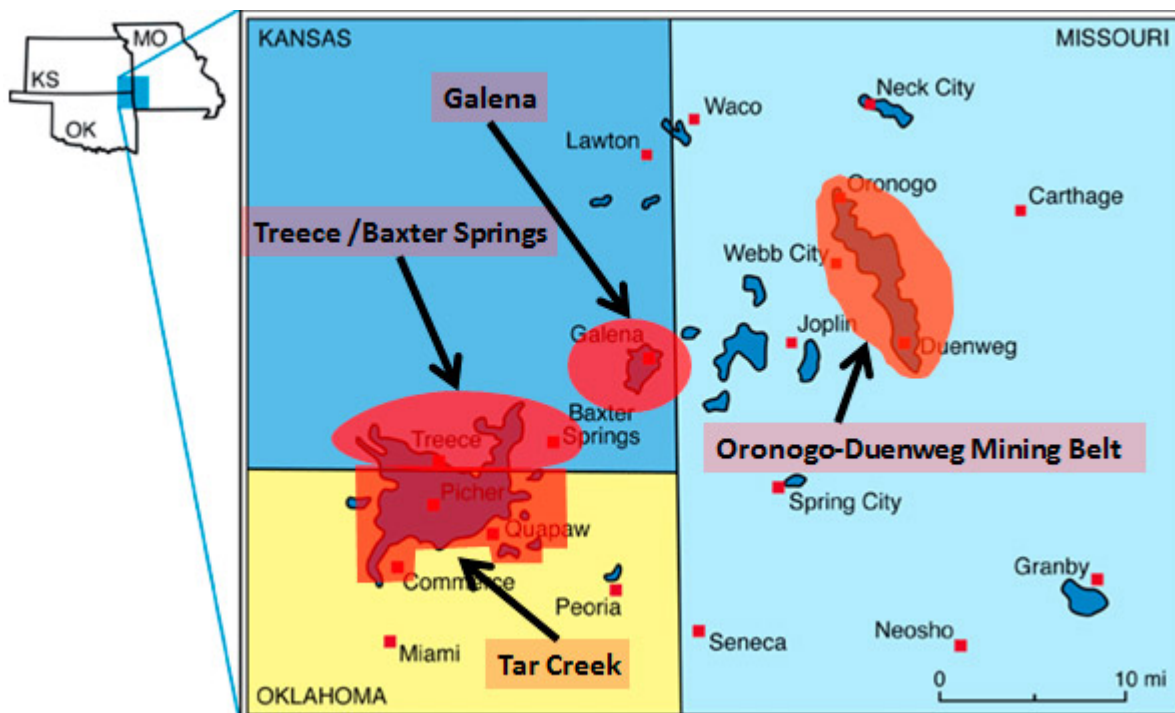 MO
KS
OK
KANSAS
MISSOURI
Galena
Waco
Neck City
Lawton
Oronogo
Carthage
Treece /Baxter Springs
Webb City
Galena
Joplin
Duenweg
Baxter
Springs
Treece
Oronogo-Duenweg Mining Belt
Picher
Spring City
Quapaw
Commerce
Peoria
Granby
Miami
Tar Creek
Seneca
Neosho
OKLAHOMA
0
10 mi